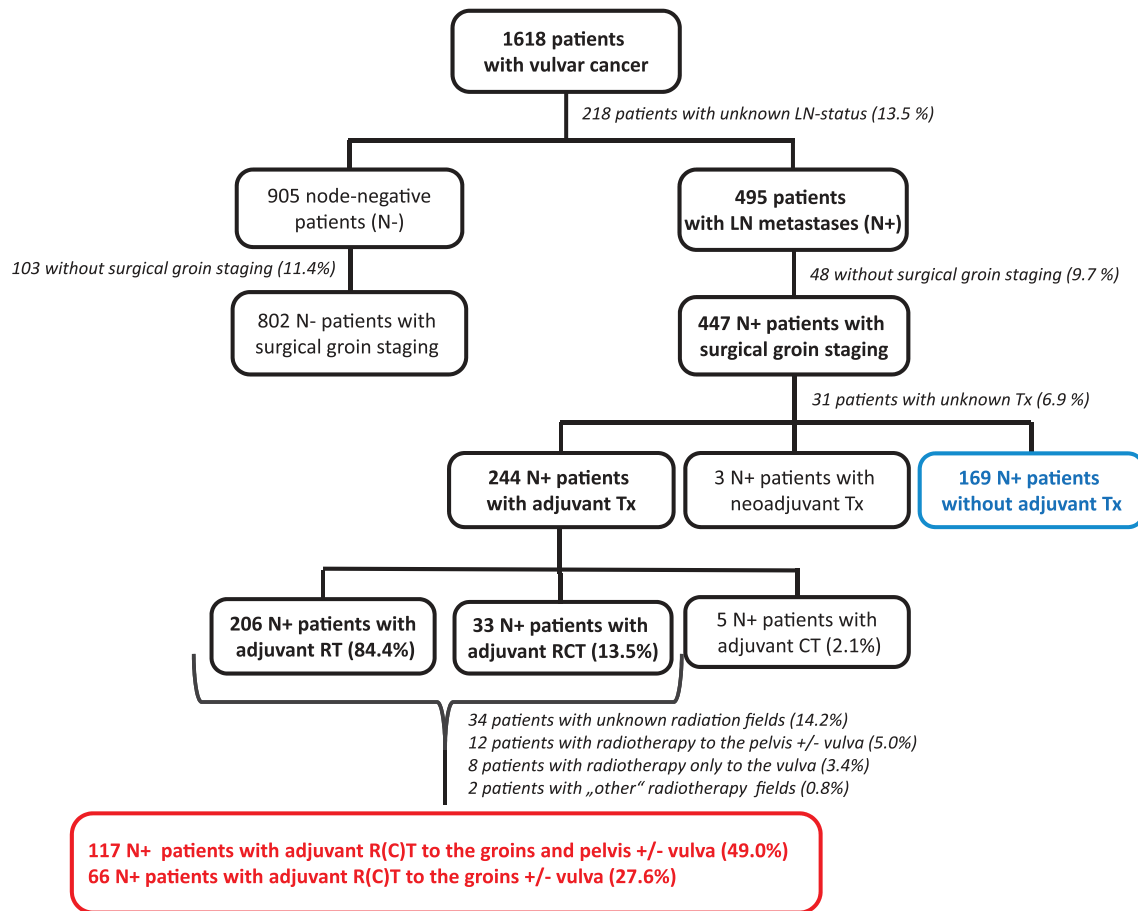 1618 patients
with vulvar cancer
218 patients with unknown LN-status (13.5 %)
905 node-negative
patients (N-)
495 patients
with LN metastases (N+)
103 without surgical groin staging (11.4%)
48 without surgical groin staging (9.7 %)
802 N- patients with
surgical groin staging
447 N+ patients with
surgical groin staging
31 patients with unknown Tx (6.9 %)
244 N+ patients
with adjuvant Tx
3 N+ patients with
neoadjuvant Tx
169 N+ patients
without adjuvant Tx
206 N+ patients with
adjuvant RT (84.4%)
33 N+ patients with
adjuvant RCT (13.5%)
5 N+ patients with
adjuvant CT (2.1%)
34 patients with unknown radiation fields (14.2%)
12 patients with radiotherapy to the pelvis +/- vulva (5.0%)
8 patients with radiotherapy only to the vulva (3.4%)
2 patients with „other“ radiotherapy fields (0.8%)
117 N+ patients with adjuvant R(C)T to the groins and pelvis +/- vulva (49.0%)
66 N+ patients with adjuvant R(C)T to the groins +/- vulva (27.6%)